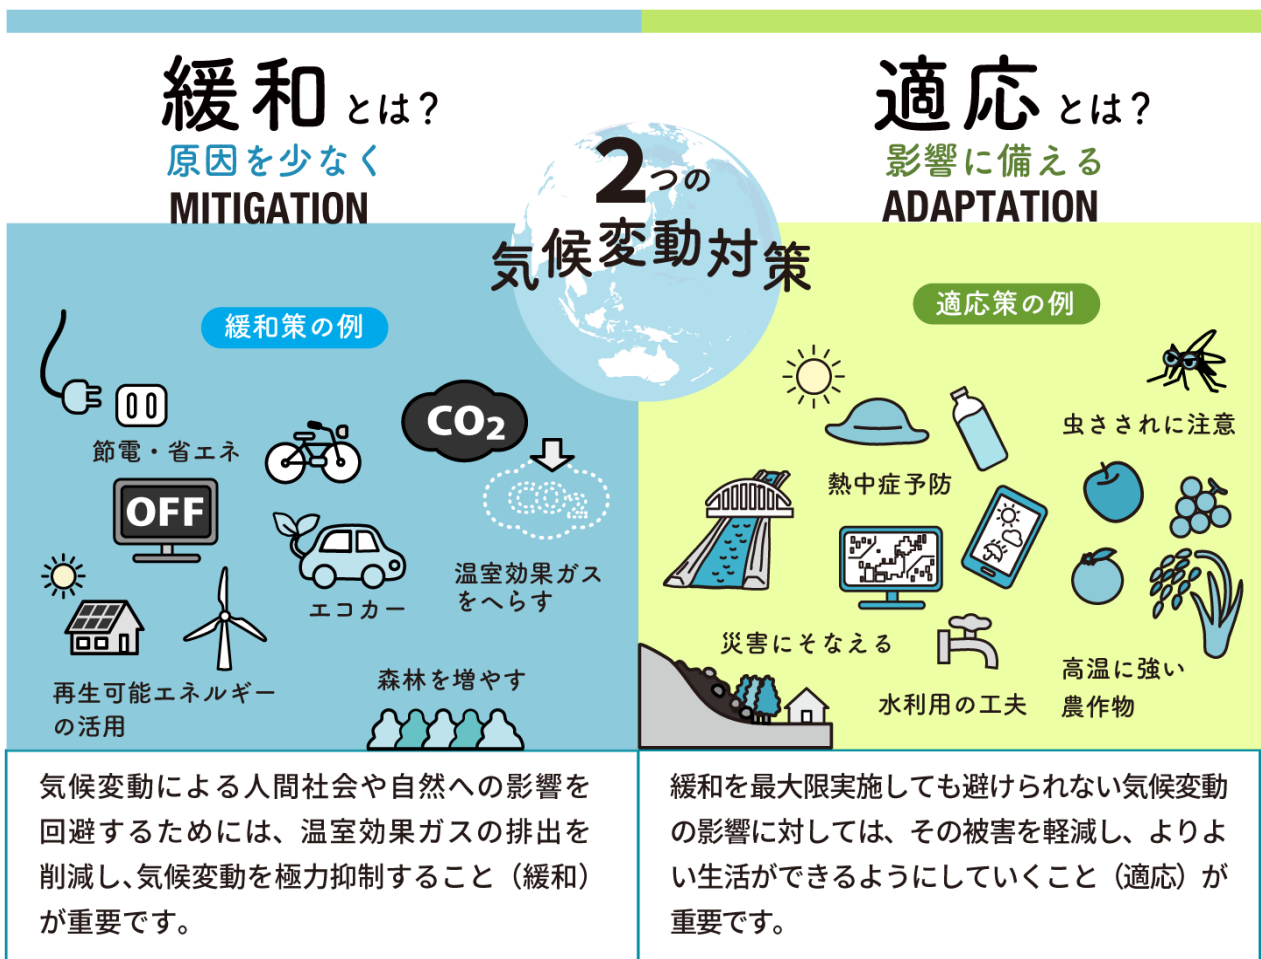 緩和とは？
原因を少なく
MITIGATION
適応とは？
影響に備える
ADAPTATION
2つの
気候変動対策
緩和策の例
節電・省エネ
OFF
CO2
CO2
温室効果ガス
をへらす
エコカー
再生可能エネルギー
の活用
森林を増やす
適応策の例
虫さされに注意
熱中症予防
災害にそなえる
水利用の工夫
高温に強い
農作物
気候変動による人間社会や自然への影響を
回避するためには、温室効果ガスの排出を
削減し、気候変動を極力抑制すること（緩和）
が重要です。
緩和を最大限実施しても避けられない気候変動
の影響に対しては、その被害を軽減し、よりよ
い生活ができるようにしていくこと（適応）が
重要です。